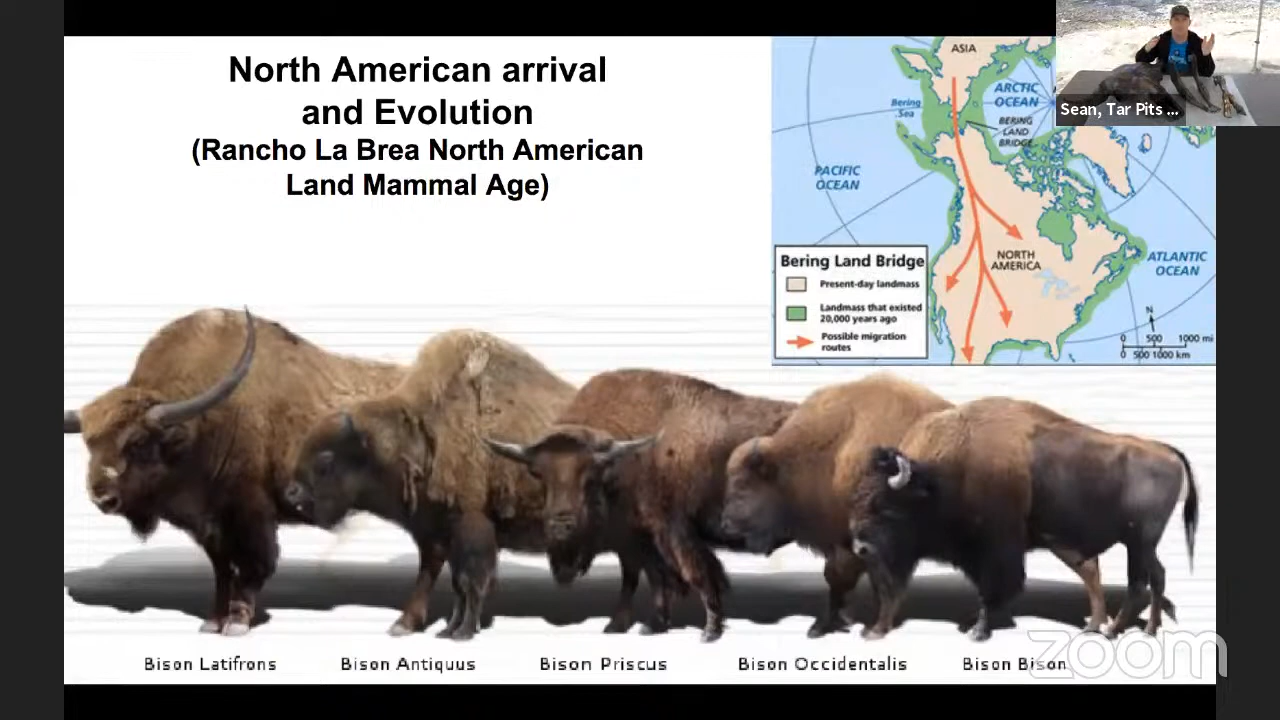 North American arrival
and Evolution
(Rancho La Brea North American
Land Mammal Age)
ASIA
ARCTIC
OCEAN
Bering
Sea
BERING
LAND
BRIDGE
PACIFIC
OCEAN
NORTH
AMERICA
ATLANTIC
OCEAN
Bering Land Bridge
Present-day landmass
Landmass that existed
20,000 years ago
Possible migration
routes
N
0 500 1000 mi
0 500 1000 km
Sean, Tar Pits ...
Bison Latifrons
Bison Antiquus
Bison Priscus
Bison Occidentalis
Bison Bison
zoom